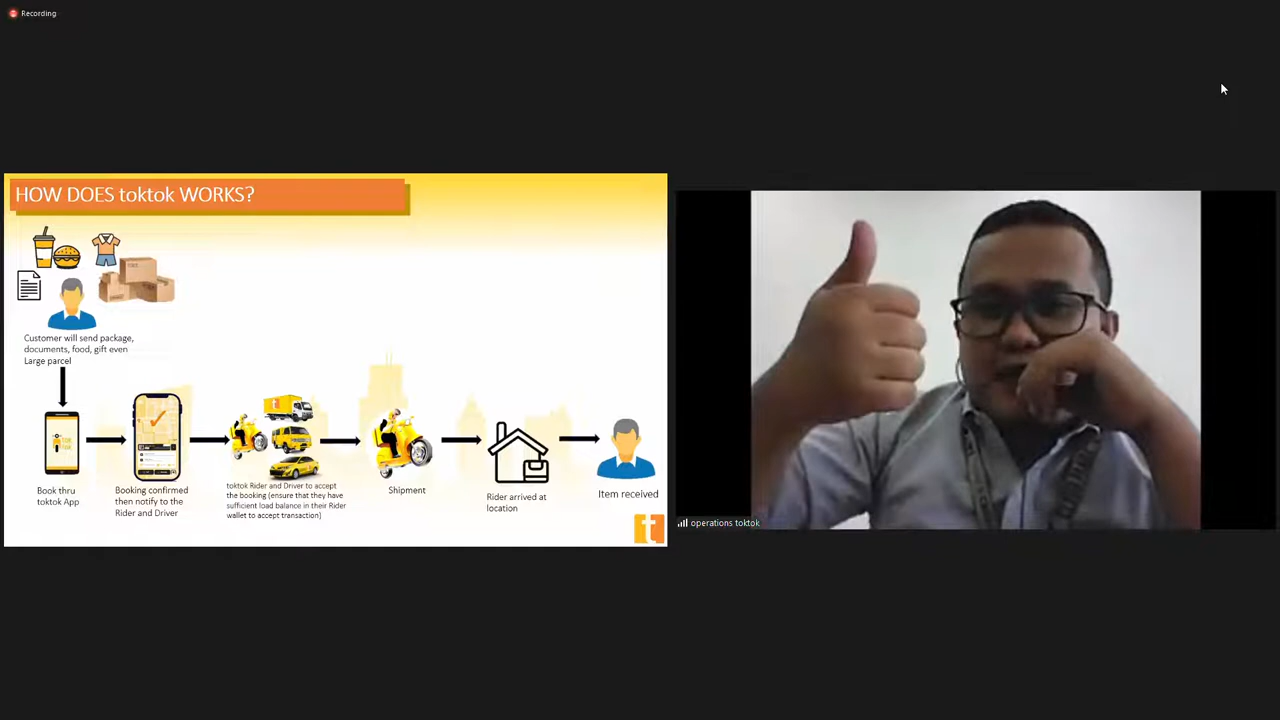 Recording
HOW DOES toktok WORKS?
Customer will send package,
documents, food, gift even
Large parcel
Book thru
toktok App
Booking confirmed
then notify to the
Rider and Driver
toktok Rider and Driver to accept
the booking (ensure that they have
sufficient load balance in their Rider
wallet to accept transaction)
Shipment
Rider arrived at
location
Item received
t
operations toktok